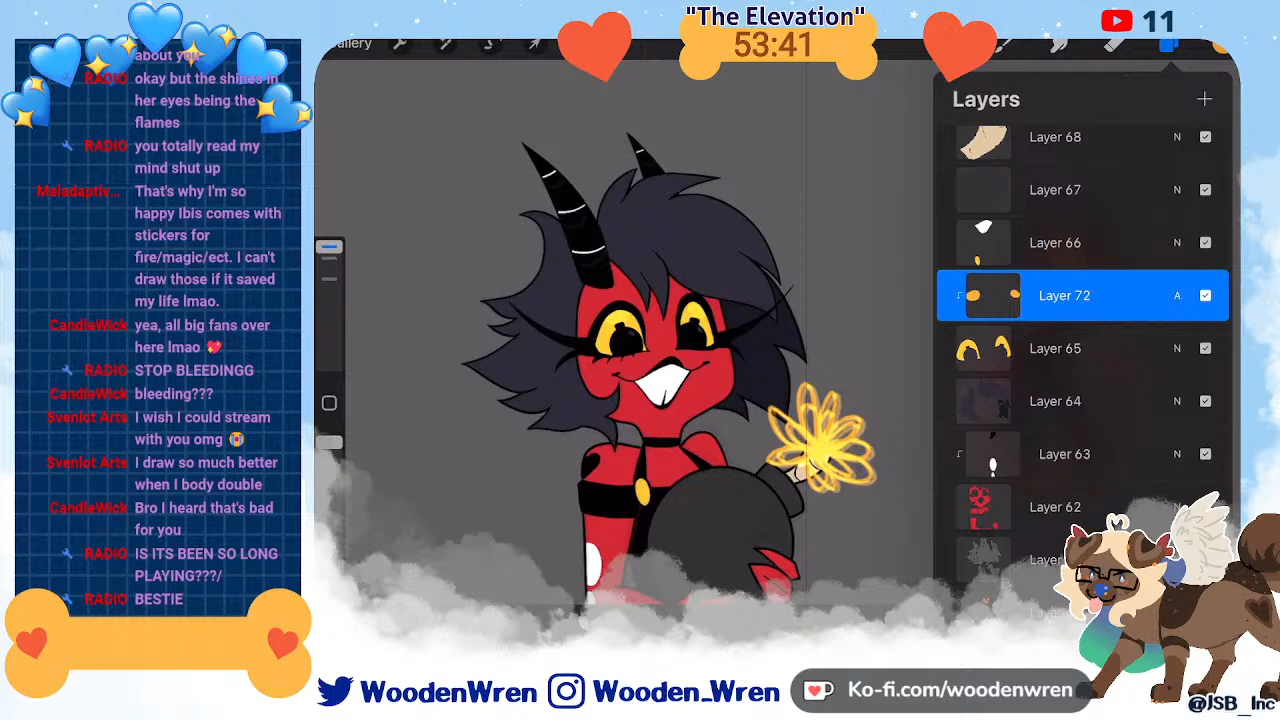 "The Elevation"
53:41
11
about you.
RADIO okay but the shines in
her eyes being the
flames
RADIO you totally read my
mind shut up
Maladaptiv... That's why I'm so
happy Ibis comes with
stickers for
fire/magic/ect. I can't
draw those if it saved
my life lmao.
CandleWick yea, all big fans over
here lmao 💖
RADIO STOP BLEEDINGG
CandleWick bleeding???
Svenlot Arts I wish I could stream
with you omg 😭
Svenlot Arts I draw so much better
when I body double
CandleWick Bro I heard that's bad
for you
RADIO IS ITS BEEN SO LONG
PLAYING???/
RADIO BESTIE
Layers
Layer 68 N
Layer 67 N
Layer 66 N
Layer 72 A
Layer 65 N
Layer 64 N
Layer 63 N
Layer 62 N
WoodenWren
Wooden_Wren
Ko-fi.com/woodenwren
@JSB_Inc